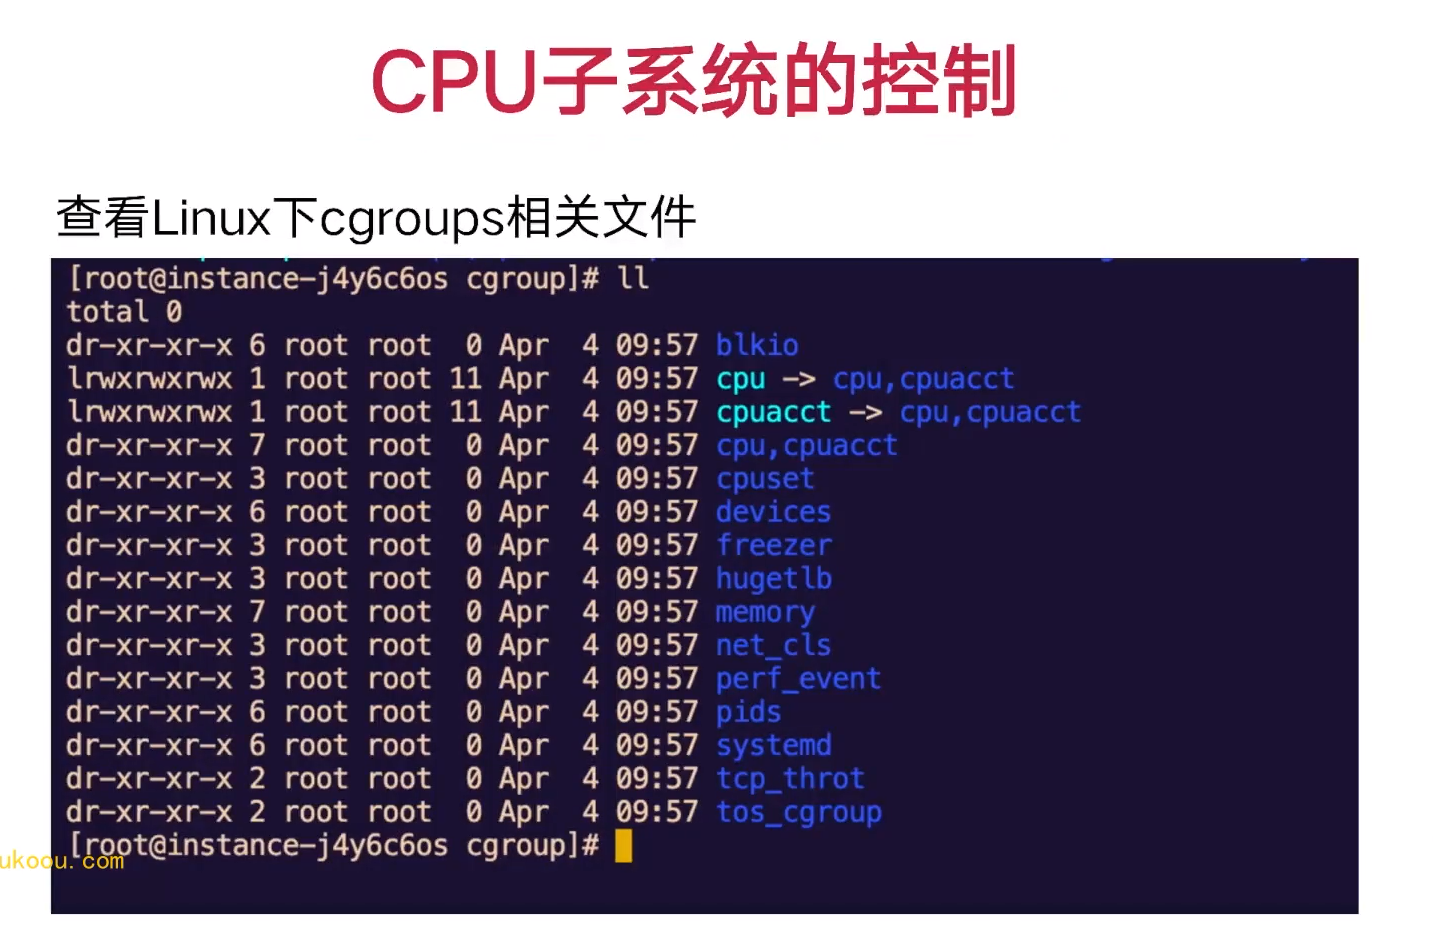 CPU子系统的控制
查看Linux下cgroups相关文件
[root@instance-j4y6c6os cgroup]# ll
total 0
dr-xr-xr-x 6 root root  0 Apr  4 09:57 blkio
lrwxrwxrwx 1 root root 11 Apr  4 09:57 cpu -> cpu,cpuacct
lrwxrwxrwx 1 root root 11 Apr  4 09:57 cpuacct -> cpu,cpuacct
dr-xr-xr-x 7 root root  0 Apr  4 09:57 cpu,cpuacct
dr-xr-xr-x 3 root root  0 Apr  4 09:57 cpuset
dr-xr-xr-x 6 root root  0 Apr  4 09:57 devices
dr-xr-xr-x 3 root root  0 Apr  4 09:57 freezer
dr-xr-xr-x 3 root root  0 Apr  4 09:57 hugetlb
dr-xr-xr-x 7 root root  0 Apr  4 09:57 memory
dr-xr-xr-x 3 root root  0 Apr  4 09:57 net_cls
dr-xr-xr-x 3 root root  0 Apr  4 09:57 perf_event
dr-xr-xr-x 6 root root  0 Apr  4 09:57 pids
dr-xr-xr-x 6 root root  0 Apr  4 09:57 systemd
dr-xr-xr-x 2 root root  0 Apr  4 09:57 tcp_throt
dr-xr-xr-x 2 root root  0 Apr  4 09:57 tos_cgroup
[root@instance-j4y6c6os cgroup]#
ukoou.com